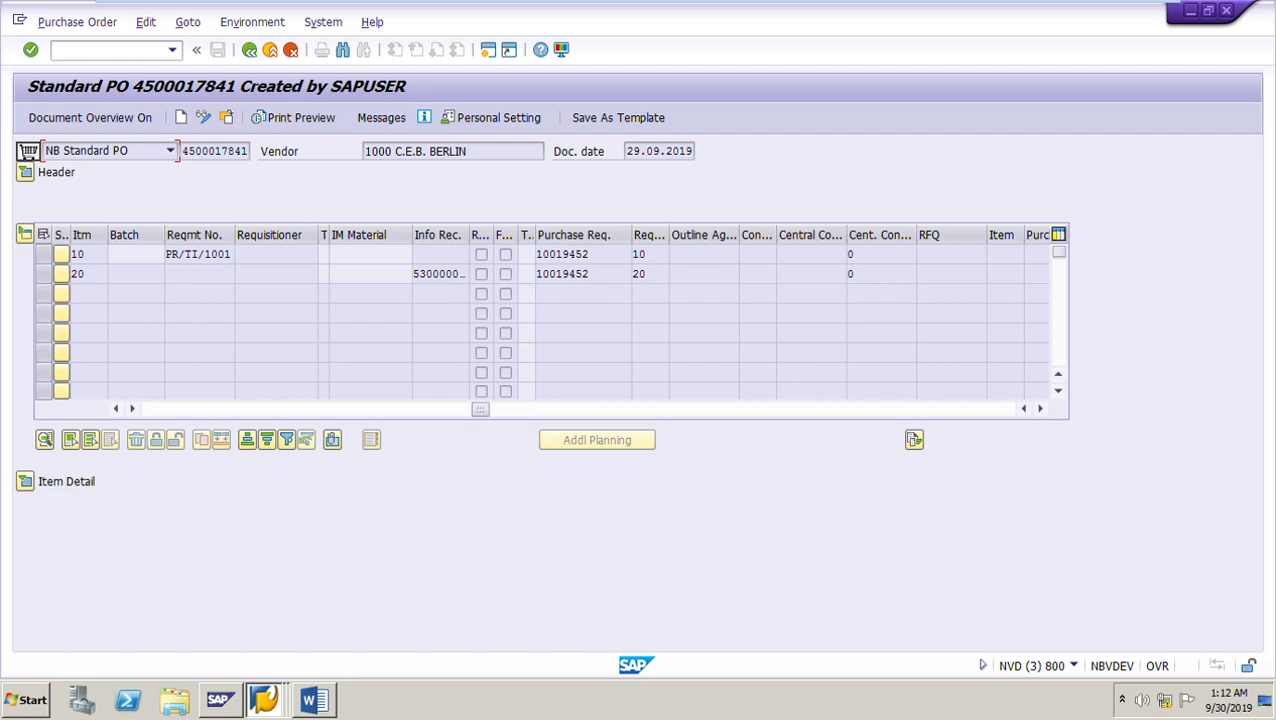 Purchase Order Edit Goto Environment System Help
Standard PO 4500017841 Created by SAPUSER
Document Overview On Print Preview Messages Personal Setting Save As Template
NB Standard PO 4500017841 Vendor 1000 C.E.B. BERLIN Doc. date 29.09.2019
Header
S.. Itm Batch Reqmt No. Requisitioner T IM Material Info Rec. R... F... T.. Purchase Req. Req... Outline Ag... Con... Central Co... Cent. Con... RFQ Item Purc
10 PR/TI/1001 10019452 10 0
20 5300000... 10019452 20 0
Addl Planning
Item Detail
SAP NVD (3) 800 NBVDEV OVR
Start SAP 1:12 AM
9/30/2019